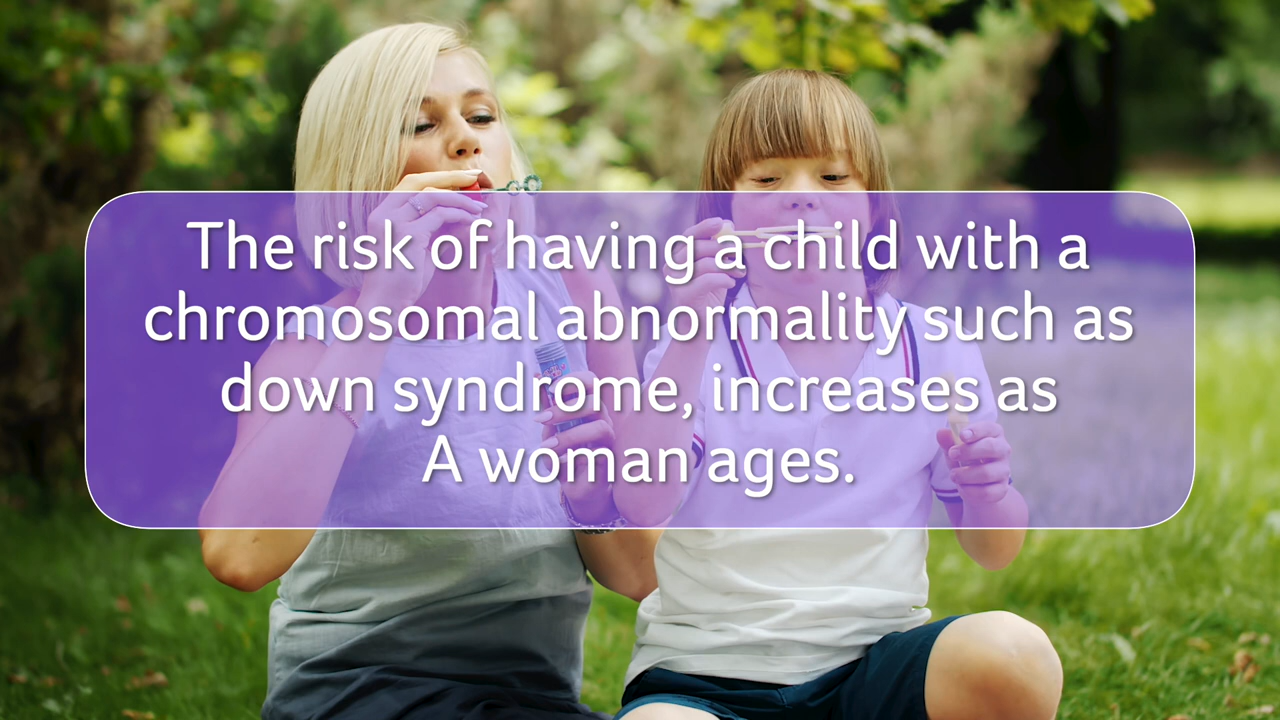 The risk of having a child with a
chromosomal abnormality such as
down syndrome, increases as
A woman ages.